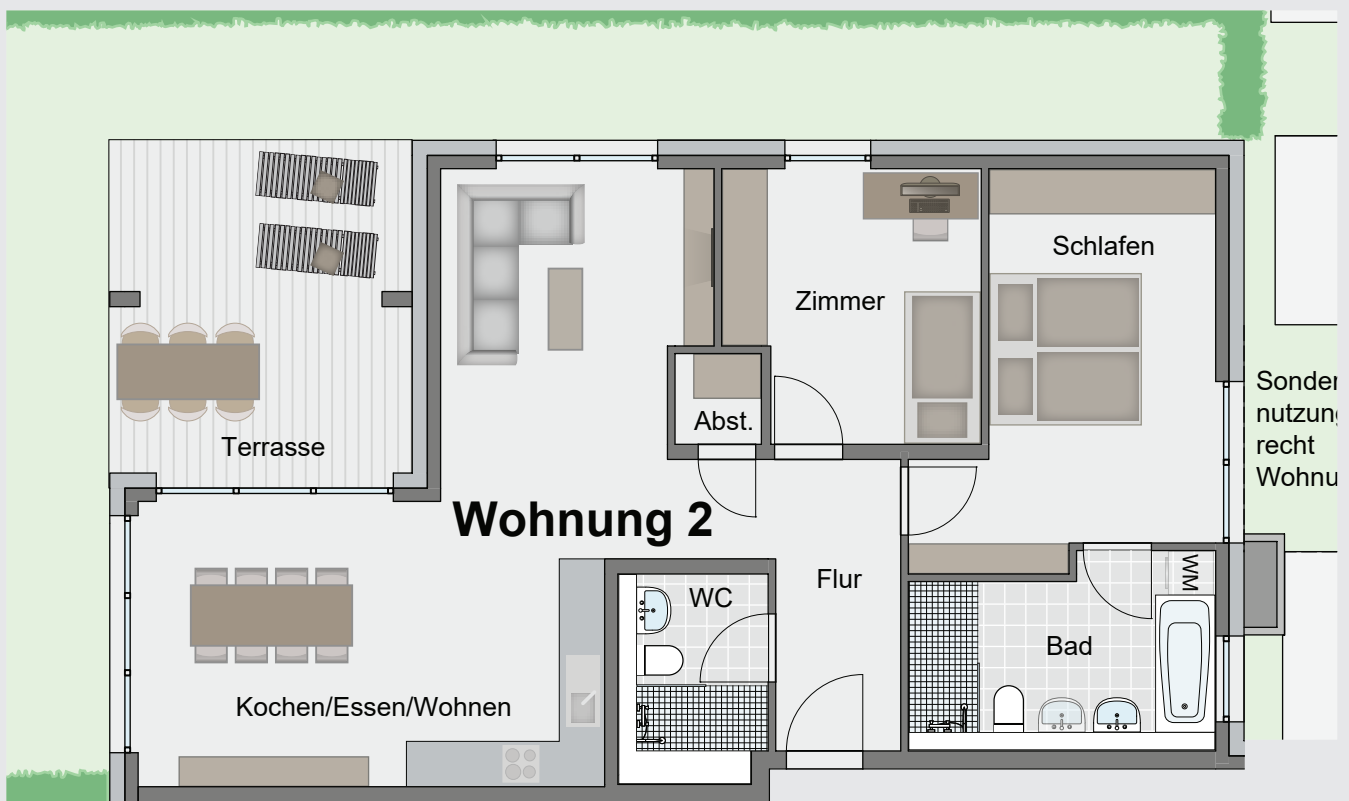 Schlafen
Zimmer
Sonder
nutzung
recht
Wohnu
Abst.
Terrasse
Wohnung 2
WM
Flur
WC
Bad
Kochen/Essen/Wohnen